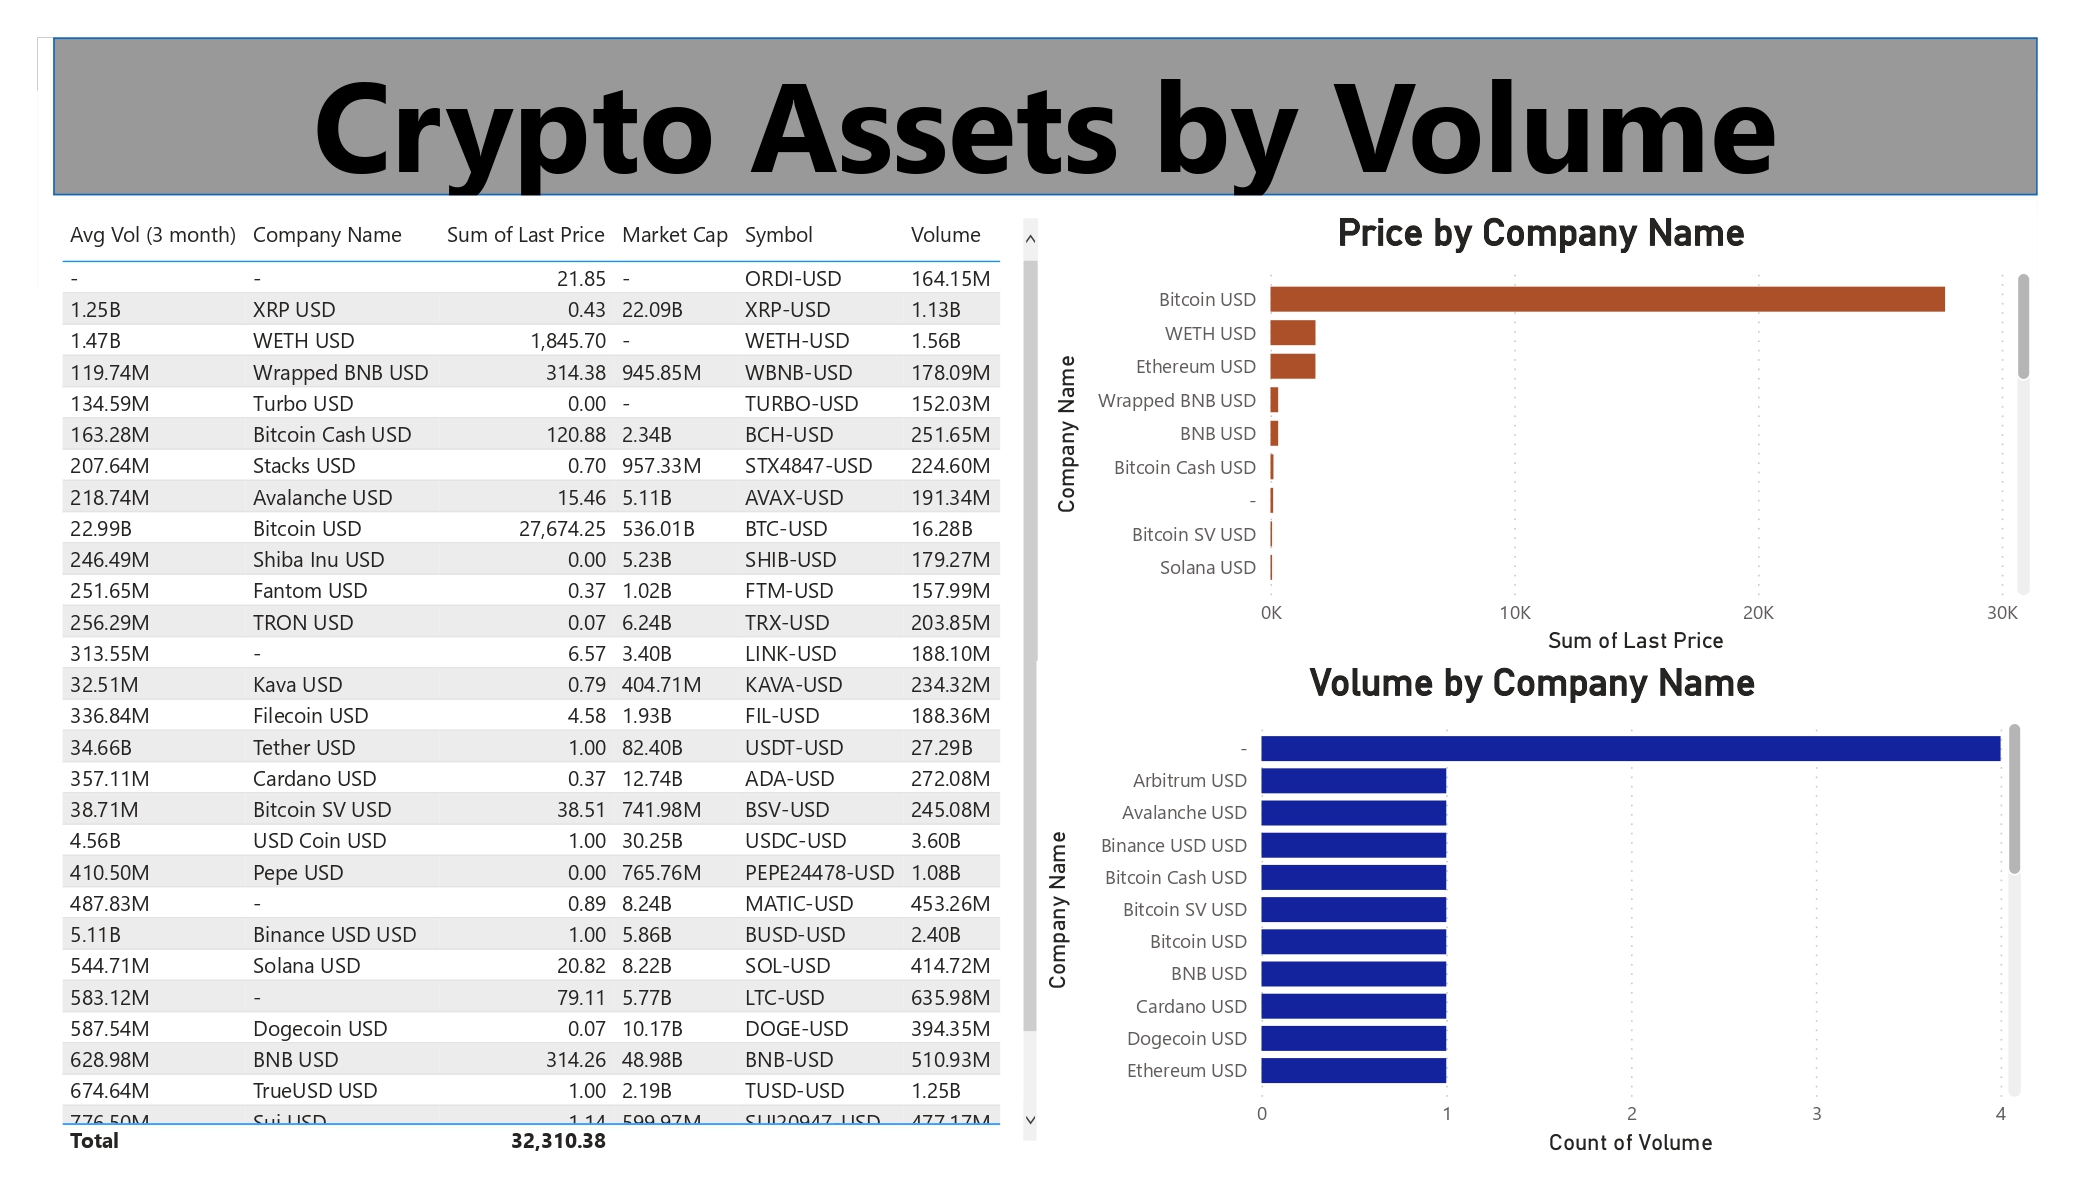 Crypto Assets by Volume
Avg Vol (3 month) Company Name Sum of Last Price Market Cap Symbol Volume
- - 21.85 - ORDI-USD 164.15M
1.25B XRP USD 0.43 22.09B XRP-USD 1.13B
1.47B WETH USD 1,845.70 - WETH-USD 1.56B
119.74M Wrapped BNB USD 314.38 945.85M WBNB-USD 178.09M
134.59M Turbo USD 0.00 - TURBO-USD 152.03M
163.28M Bitcoin Cash USD 120.88 2.34B BCH-USD 251.65M
207.64M Stacks USD 0.70 957.33M STX4847-USD 224.60M
218.74M Avalanche USD 15.46 5.11B AVAX-USD 191.34M
22.99B Bitcoin USD 27,674.25 536.01B BTC-USD 16.28B
246.49M Shiba Inu USD 0.00 5.23B SHIB-USD 179.27M
251.65M Fantom USD 0.37 1.02B FTM-USD 157.99M
256.29M TRON USD 0.07 6.24B TRX-USD 203.85M
313.55M - 6.57 3.40B LINK-USD 188.10M
32.51M Kava USD 0.79 404.71M KAVA-USD 234.32M
336.84M Filecoin USD 4.58 1.93B FIL-USD 188.36M
34.66B Tether USD 1.00 82.40B USDT-USD 27.29B
357.11M Cardano USD 0.37 12.74B ADA-USD 272.08M
38.71M Bitcoin SV USD 38.51 741.98M BSV-USD 245.08M
4.56B USD Coin USD 1.00 30.25B USDC-USD 3.60B
410.50M Pepe USD 0.00 765.76M PEPE24478-USD 1.08B
487.83M - 0.89 8.24B MATIC-USD 453.26M
5.11B Binance USD USD 1.00 5.86B BUSD-USD 2.40B
544.71M Solana USD 20.82 8.22B SOL-USD 414.72M
583.12M - 79.11 5.77B LTC-USD 635.98M
587.54M Dogecoin USD 0.07 10.17B DOGE-USD 394.35M
628.98M BNB USD 314.26 48.98B BNB-USD 510.93M
674.64M TrueUSD USD 1.00 2.19B TUSD-USD 1.25B
Sui USD
Total 32,310.38
Price by Company Name
Company Name
Bitcoin USD
WETH USD
Ethereum USD
Wrapped BNB USD
BNB USD
Bitcoin Cash USD
-
Bitcoin SV USD
Solana USD
0K 10K 20K 30K
Sum of Last Price
Volume by Company Name
Company Name
-
Arbitrum USD
Avalanche USD
Binance USD USD
Bitcoin Cash USD
Bitcoin SV USD
Bitcoin USD
BNB USD
Cardano USD
Dogecoin USD
Ethereum USD
0 1 2 3 4
Count of Volume